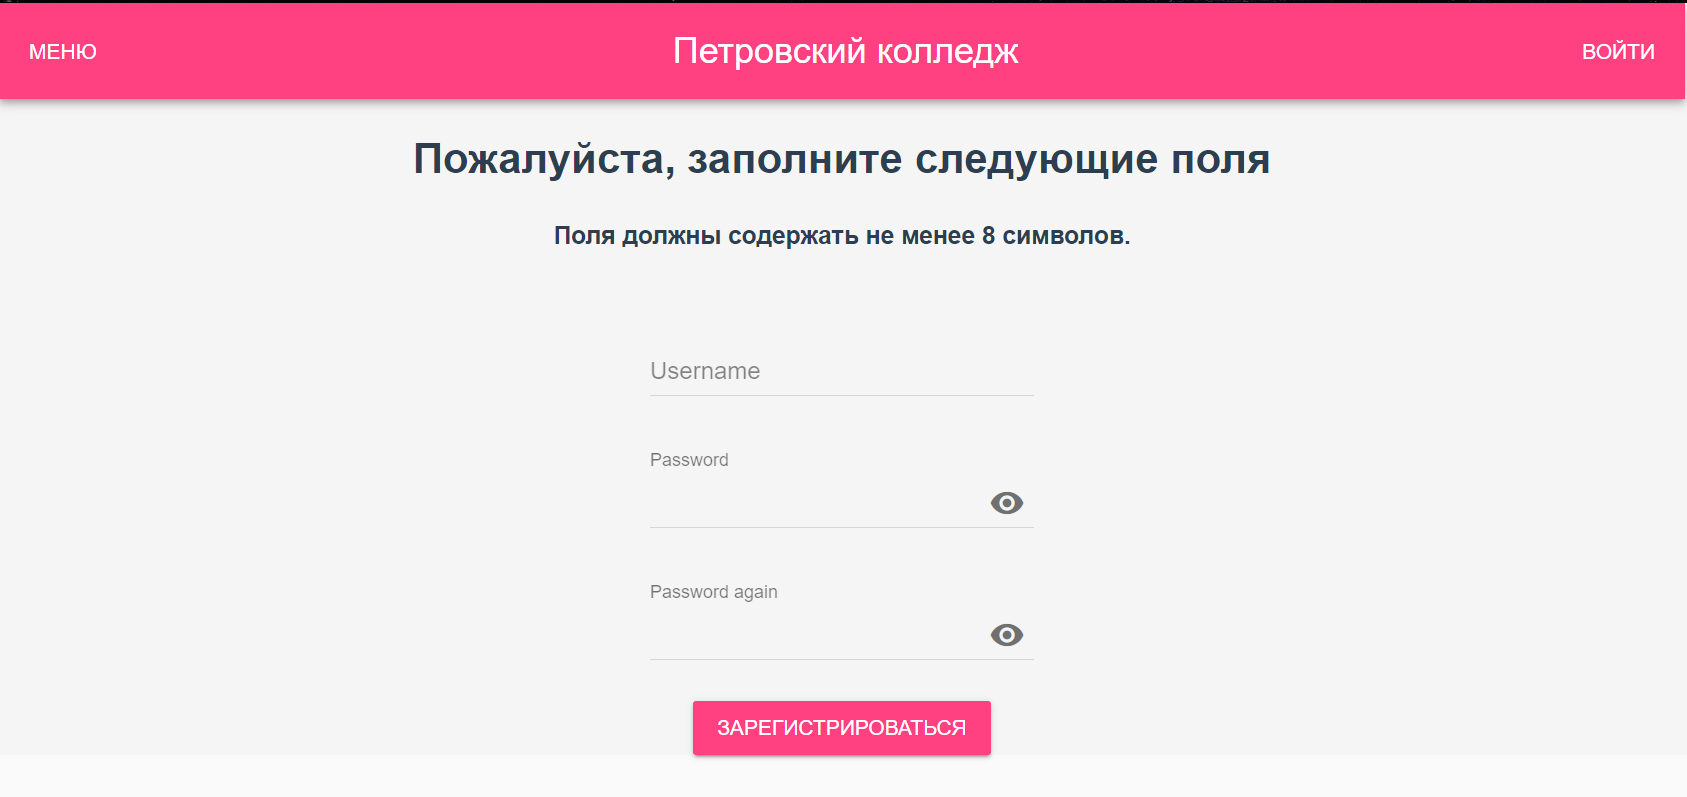 МЕНЮ
Петровский колледж
ВОЙТИ
Пожалуйста, заполните следующие поля
Поля должны содержать не менее 8 символов.
Username
Password
Password again
ЗАРЕГИСТРИРОВАТЬСЯ